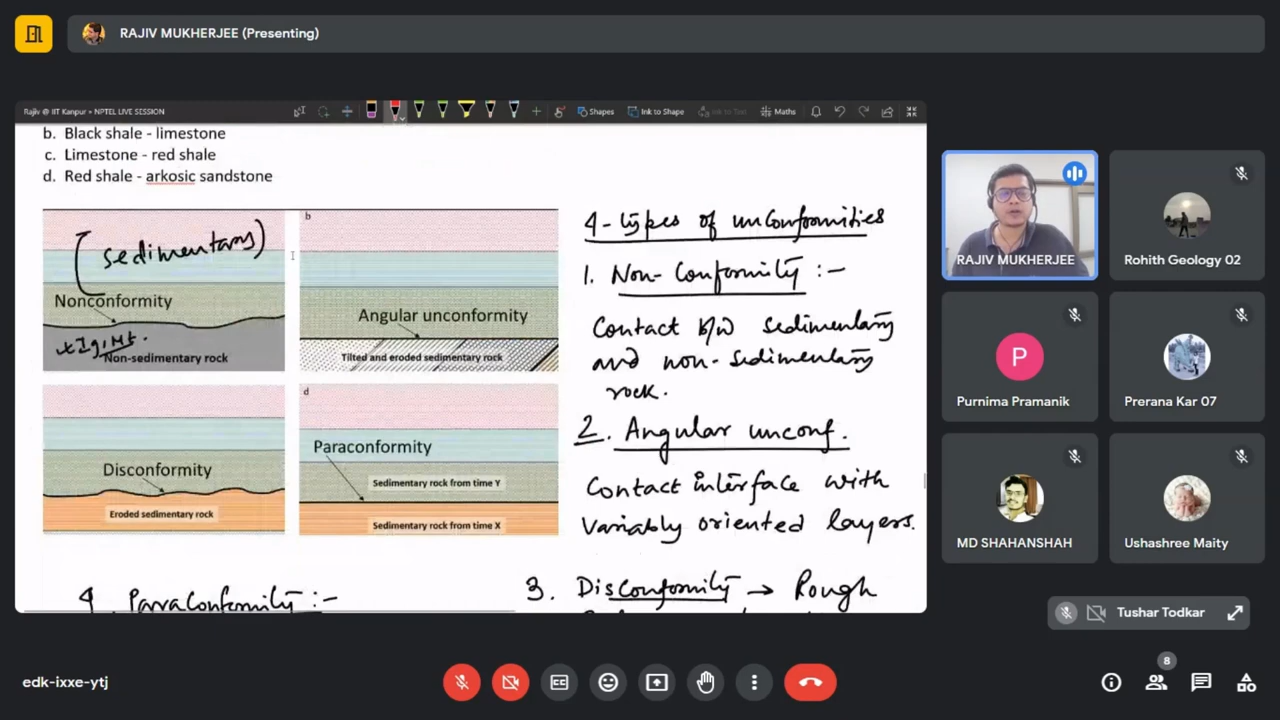 RAJIV MUKHERJEE (Presenting)
Rajiv @ IIT Kanpur » NPTEL LIVE SESSION
Shapes
Ink to Shape
Ink to Text
Maths
b. Black shale - limestone
c. Limestone - red shale
d. Red shale - arkosic sandstone
sedimentary)
Nonconformity
Non-sedimentary rock
b
Angular unconformity
Tilted and eroded sedimentary rock
Disconformity
Eroded sedimentary rock
d
Paraconformity
Sedimentary rock from time Y
Sedimentary rock from time X
4-types of unconformities
1. Non-Conformity :-
Contact b/w sedimentary
and non-sedimentary
rock.
2. Angular unconf.
Contact interface with
variably oriented layers.
3. Disconformity → Rough
4. ParaConformity :-
RAJIV MUKHERJEE
Rohith Geology 02
P
Purnima Pramanik
Prerana Kar 07
MD SHAHANSHAH
Ushashree Maity
Tushar Todkar
edk-ixxe-ytj
8